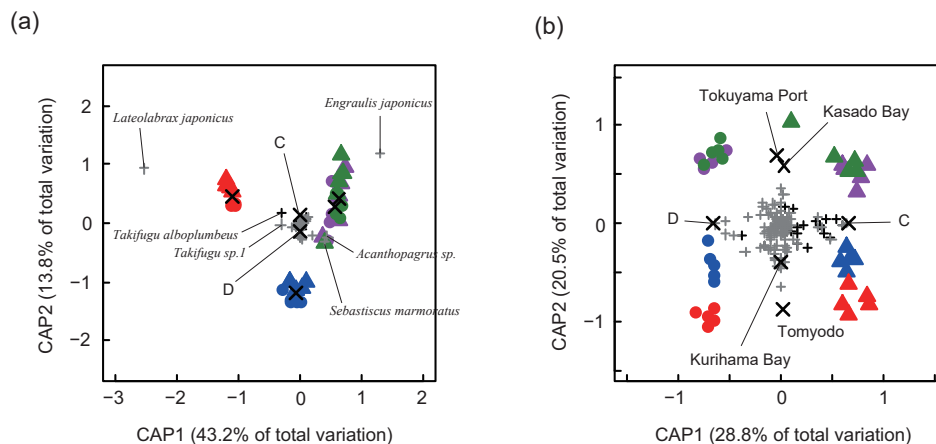 (a)
(b)
Engraulis japonicus
Lateolabrax japonicus
C
Takifugu alboplumbeus
Takifugu sp.1
D
Acanthopagrus sp.
Sebastiscus marmoratus
CAP2 (13.8% of total variation)
2
1
0
−1
−2
−3
−2
−1
0
1
2
CAP1 (43.2% of total variation)
Tokuyama Port
Kasado Bay
D
C
Kurihama Bay
Tomyodo
CAP2 (20.5% of total variation)
1
0
−1
−1
0
1
CAP1 (28.8% of total variation)